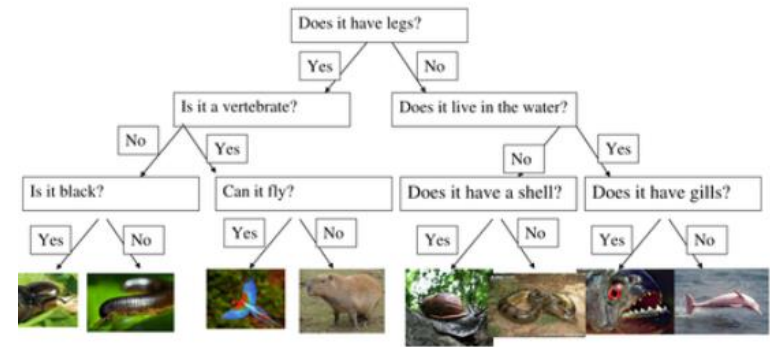 Does it have legs?
Yes
No
Is it a vertebrate?
Does it live in the water?
No
Yes
No
Yes
Is it black?
Can it fly?
Does it have a shell?
Does it have gills?
Yes
No
Yes
No
Yes
No
Yes
No